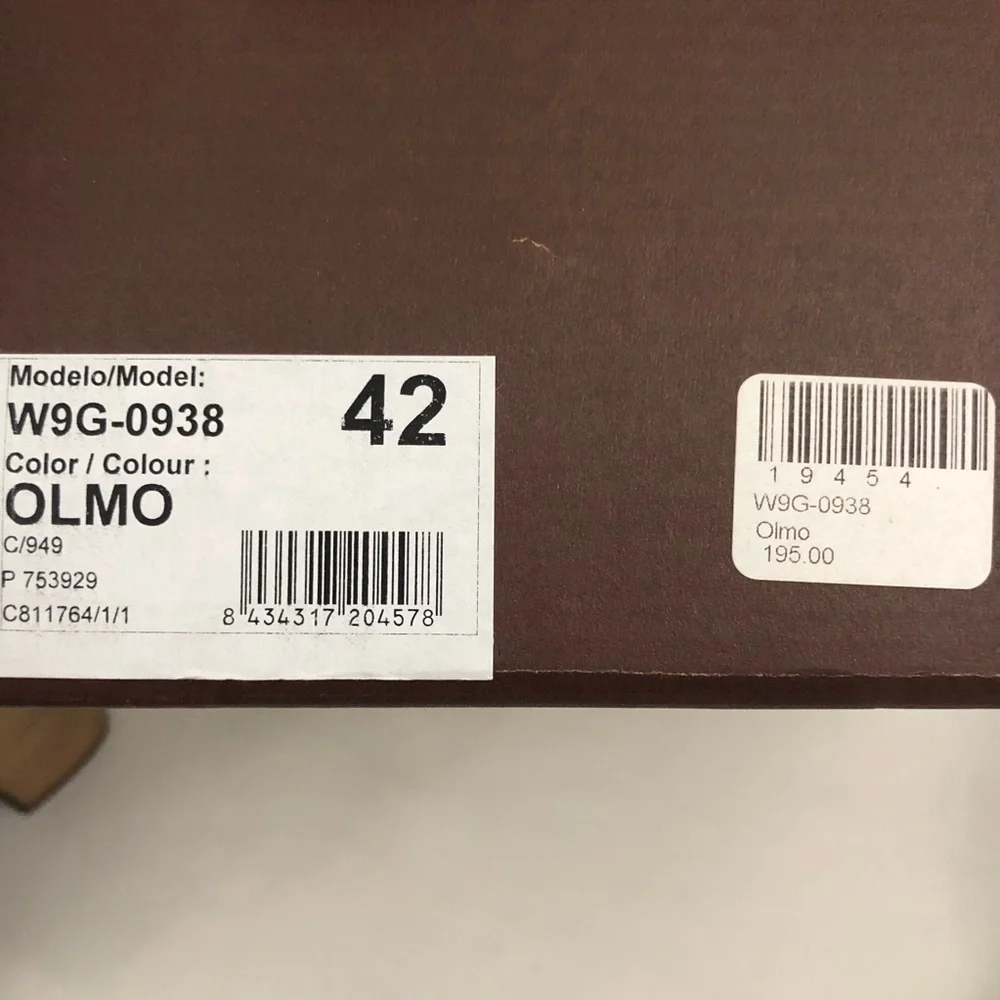 Modelo/Model:
42
W9G-0938
Color / Colour :
OLMO
C/949
P 753929
C811764/1/1
8 434317 204578
1 9 4 5 4
W9G-0938
Olmo
195.00